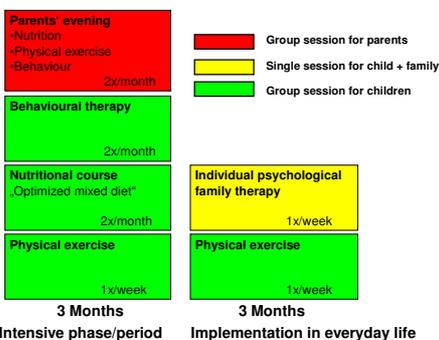 Parents' evening
•Nutrition
•Physical exercise
•Behaviour
2x/month
Behavioural therapy
2x/month
Nutritional course
„Optimized mixed diet“
2x/month
Physical exercise
1x/week
3 Months
Intensive phase/period
Group session for parents
Single session for child + family
Group session for children
Individual psychological
family therapy
1x/week
Physical exercise
1x/week
3 Months
Implementation in everyday life